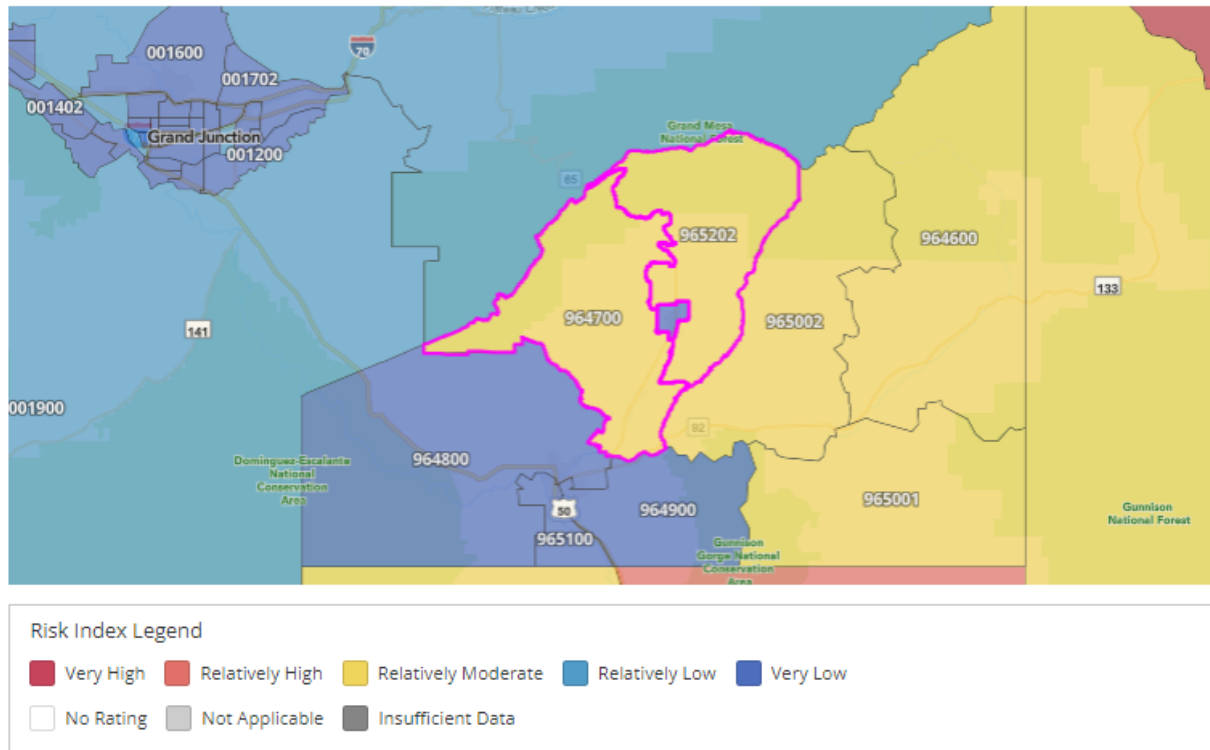 Plateau Creek
001600
70
001702
001402
Grand Junction
001200
Grand Mesa
National Forest
65
965202
964600
133
964700
965002
141
001900
92
Dominguez-Escalante
National
Conservation
Area
964800
965001
50
964900
Gunnison
National Forest
965100
Gunnison
Gorge National
Conservation
Area
Risk Index Legend
Very High
Relatively High
Relatively Moderate
Relatively Low
Very Low
No Rating
Not Applicable
Insufficient Data